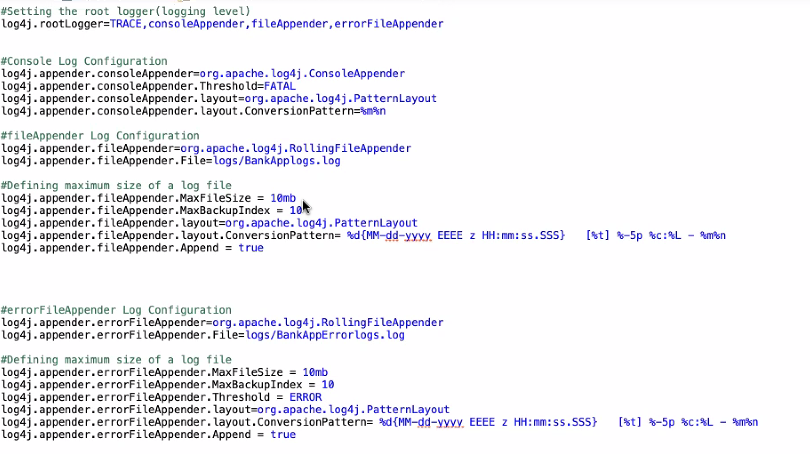 #Setting the root logger(logging level)
log4j.rootLogger=TRACE,consoleAppender,fileAppender,errorFileAppender
#Console Log Configuration
log4j.appender.consoleAppender=org.apache.log4j.ConsoleAppender
log4j.appender.consoleAppender.Threshold=FATAL
log4j.appender.consoleAppender.layout=org.apache.log4j.PatternLayout
log4j.appender.consoleAppender.layout.ConversionPattern=%m%n
#fileAppender Log Configuration
log4j.appender.fileAppender=org.apache.log4j.RollingFileAppender
log4j.appender.fileAppender.File=logs/BankApplogs.log
#Defining maximum size of a log file
log4j.appender.fileAppender.MaxFileSize = 10mb
log4j.appender.fileAppender.MaxBackupIndex = 10
log4j.appender.fileAppender.layout=org.apache.log4j.PatternLayout
log4j.appender.fileAppender.layout.ConversionPattern= %d{MM-dd-yyyy EEEE z HH:mm:ss.SSS}   [%t] %-5p %c:%L - %m%n
log4j.appender.fileAppender.Append = true
#errorFileAppender Log Configuration
log4j.appender.errorFileAppender=org.apache.log4j.RollingFileAppender
log4j.appender.errorFileAppender.File=logs/BankAppErrorlogs.log
#Defining maximum size of a log file
log4j.appender.errorFileAppender.MaxFileSize = 10mb
log4j.appender.errorFileAppender.MaxBackupIndex = 10
log4j.appender.errorFileAppender.Threshold = ERROR
log4j.appender.errorFileAppender.layout=org.apache.log4j.PatternLayout
log4j.appender.errorFileAppender.layout.ConversionPattern= %d{MM-dd-yyyy EEEE z HH:mm:ss.SSS}   [%t] %-5p %c:%L - %m%n
log4j.appender.errorFileAppender.Append = true